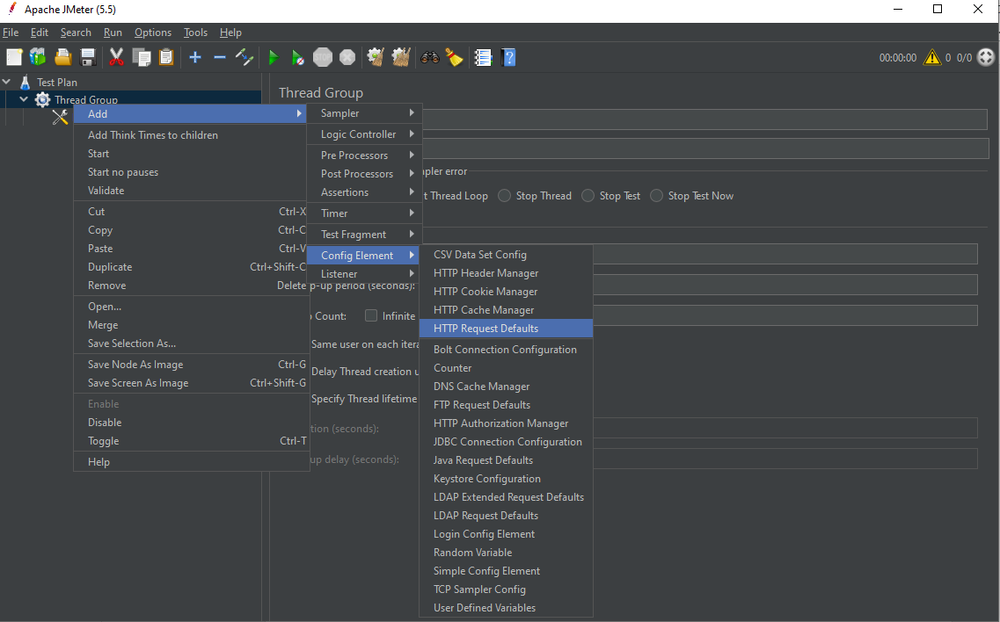 Apache JMeter (5.5)
File Edit Search Run Options Tools Help
STOP 00:00:00 0 0/0
Test Plan
Thread Group
Thread Group
Add
Add Think Times to children
Start
Start no pauses
Validate
Cut Ctrl-X
Copy Ctrl-C
Paste Ctrl-V
Duplicate Ctrl+Shift-C
Remove Delete
Open...
Merge
Save Selection As...
Save Node As Image Ctrl-G
Save Screen As Image Ctrl+Shift-G
Enable
Disable
Toggle Ctrl-T
Help
Sampler
Logic Controller
Pre Processors
Post Processors
Assertions
Timer
Test Fragment
Config Element
Listener
CSV Data Set Config
HTTP Header Manager
HTTP Cookie Manager
HTTP Cache Manager
HTTP Request Defaults
Bolt Connection Configuration
Counter
DNS Cache Manager
FTP Request Defaults
HTTP Authorization Manager
JDBC Connection Configuration
Java Request Defaults
Keystore Configuration
LDAP Extended Request Defaults
LDAP Request Defaults
Login Config Element
Random Variable
Simple Config Element
TCP Sampler Config
User Defined Variables
error
Thread Loop Stop Thread Stop Test Stop Test Now
period (seconds):
Count: Infinite
Same user on each
Delay Thread creation
Specify Thread lifetime
(seconds):
delay (seconds):